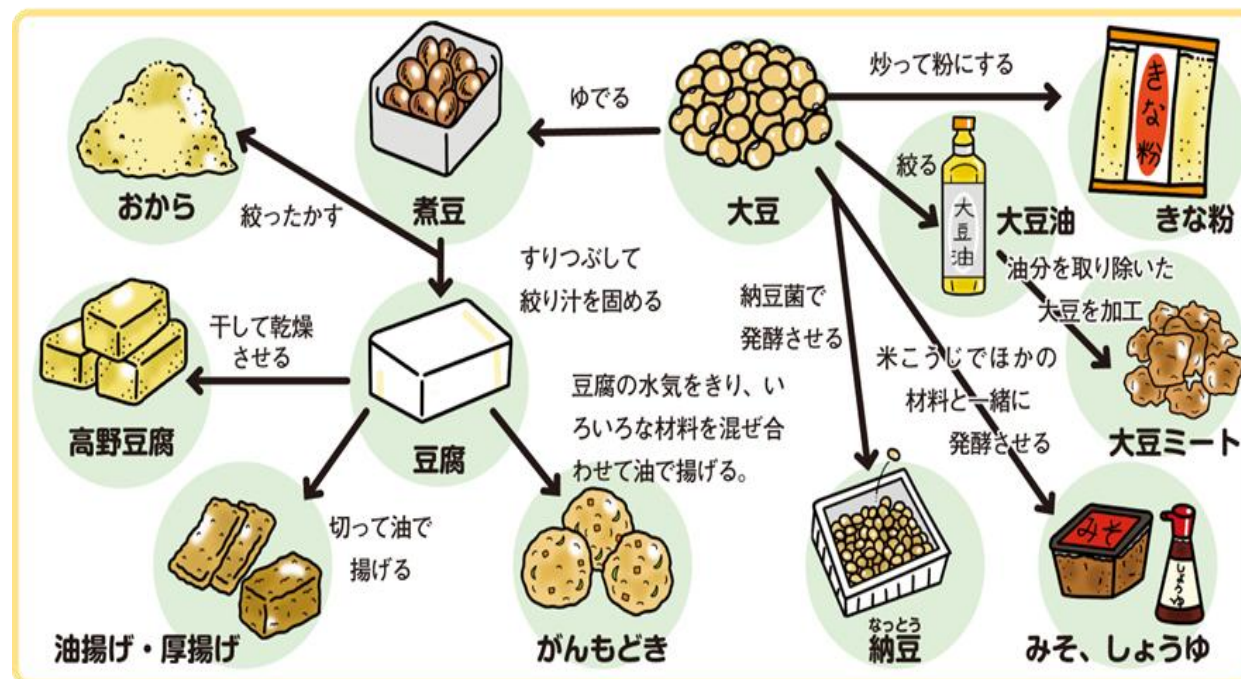 炒って粉にする
きな粉
ゆでる
絞る
大豆油
おから
煮豆
大豆
大豆油
きな粉
絞ったかす
すりつぶして
絞り汁を固める
納豆菌で
発酵させる
油分を取り除いた
大豆を加工
干して乾燥
させる
米こうじでほかの
材料と一緒に
発酵させる
豆腐の水気をきり、い
ろいろな材料を混ぜ合
わせて油で揚げる。
高野豆腐
豆腐
大豆ミート
切って油で
揚げる
みそ
しょうゆ
油揚げ・厚揚げ
がんもどき
なっとう
納豆
みそ、しょうゆ